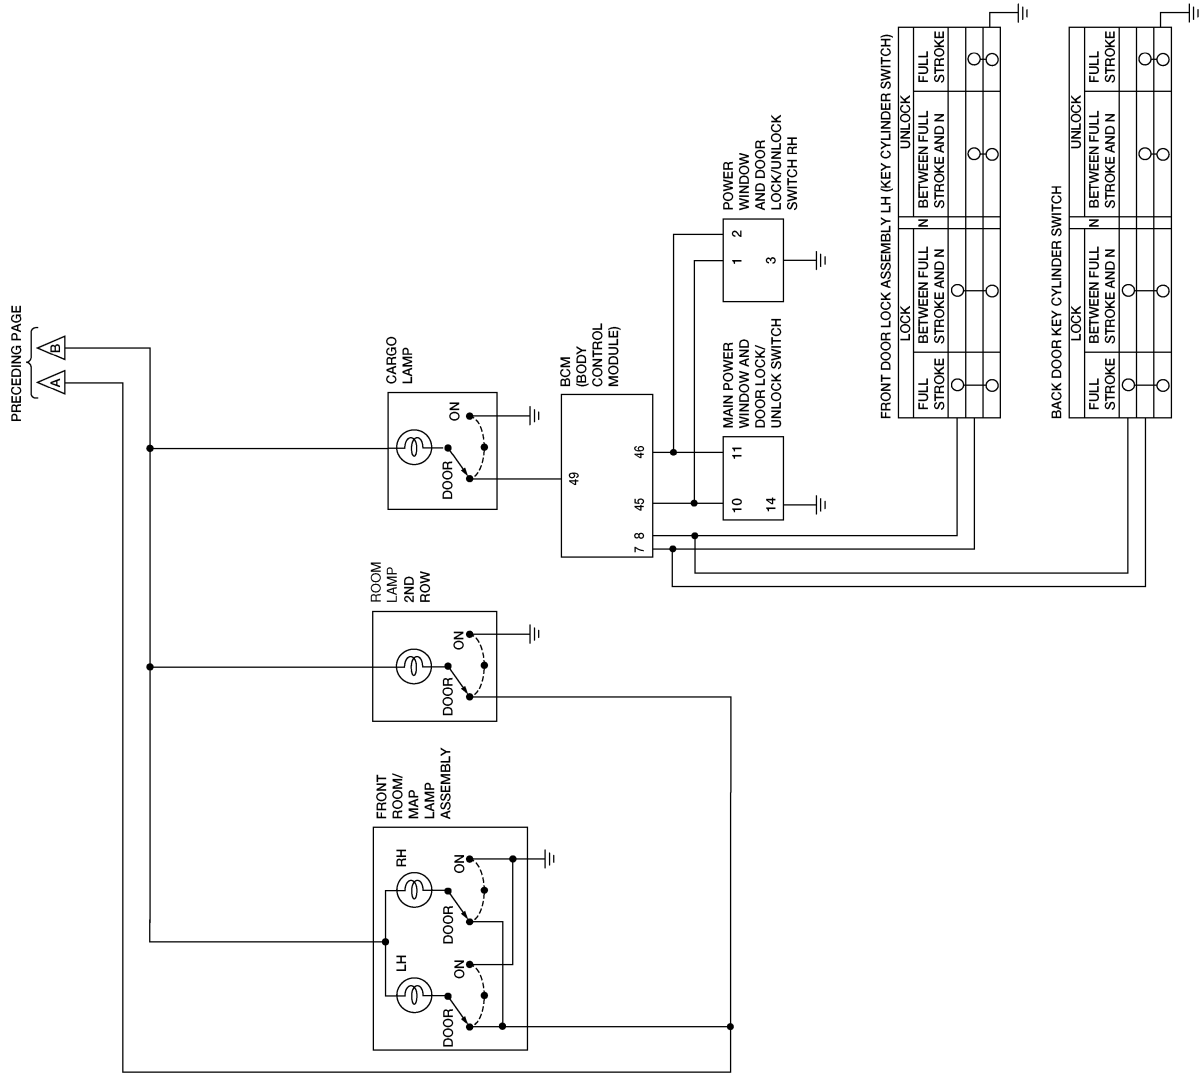 PRECEDING PAGE
A
B
FRONT
ROOM/
MAP
LAMP
ASSEMBLY
LH
DOOR
ON
RH
DOOR
ON
ROOM
LAMP
2ND
ROW
DOOR
ON
CARGO
LAMP
DOOR
ON
BCM
(BODY
CONTROL
MODULE)
49
7
8
45
46
MAIN POWER
WINDOW AND
DOOR LOCK/
UNLOCK SWITCH
10
11
14
POWER
WINDOW
AND DOOR
LOCK/UNLOCK
SWITCH RH
1
2
3
FRONT DOOR LOCK ASSEMBLY LH (KEY CYLINDER SWITCH)
LOCK
N
UNLOCK
FULL
STROKE
BETWEEN FULL
STROKE AND N
BETWEEN FULL
STROKE AND N
FULL
STROKE
BACK DOOR KEY CYLINDER SWITCH
LOCK
N
UNLOCK
FULL
STROKE
BETWEEN FULL
STROKE AND N
BETWEEN FULL
STROKE AND N
FULL
STROKE